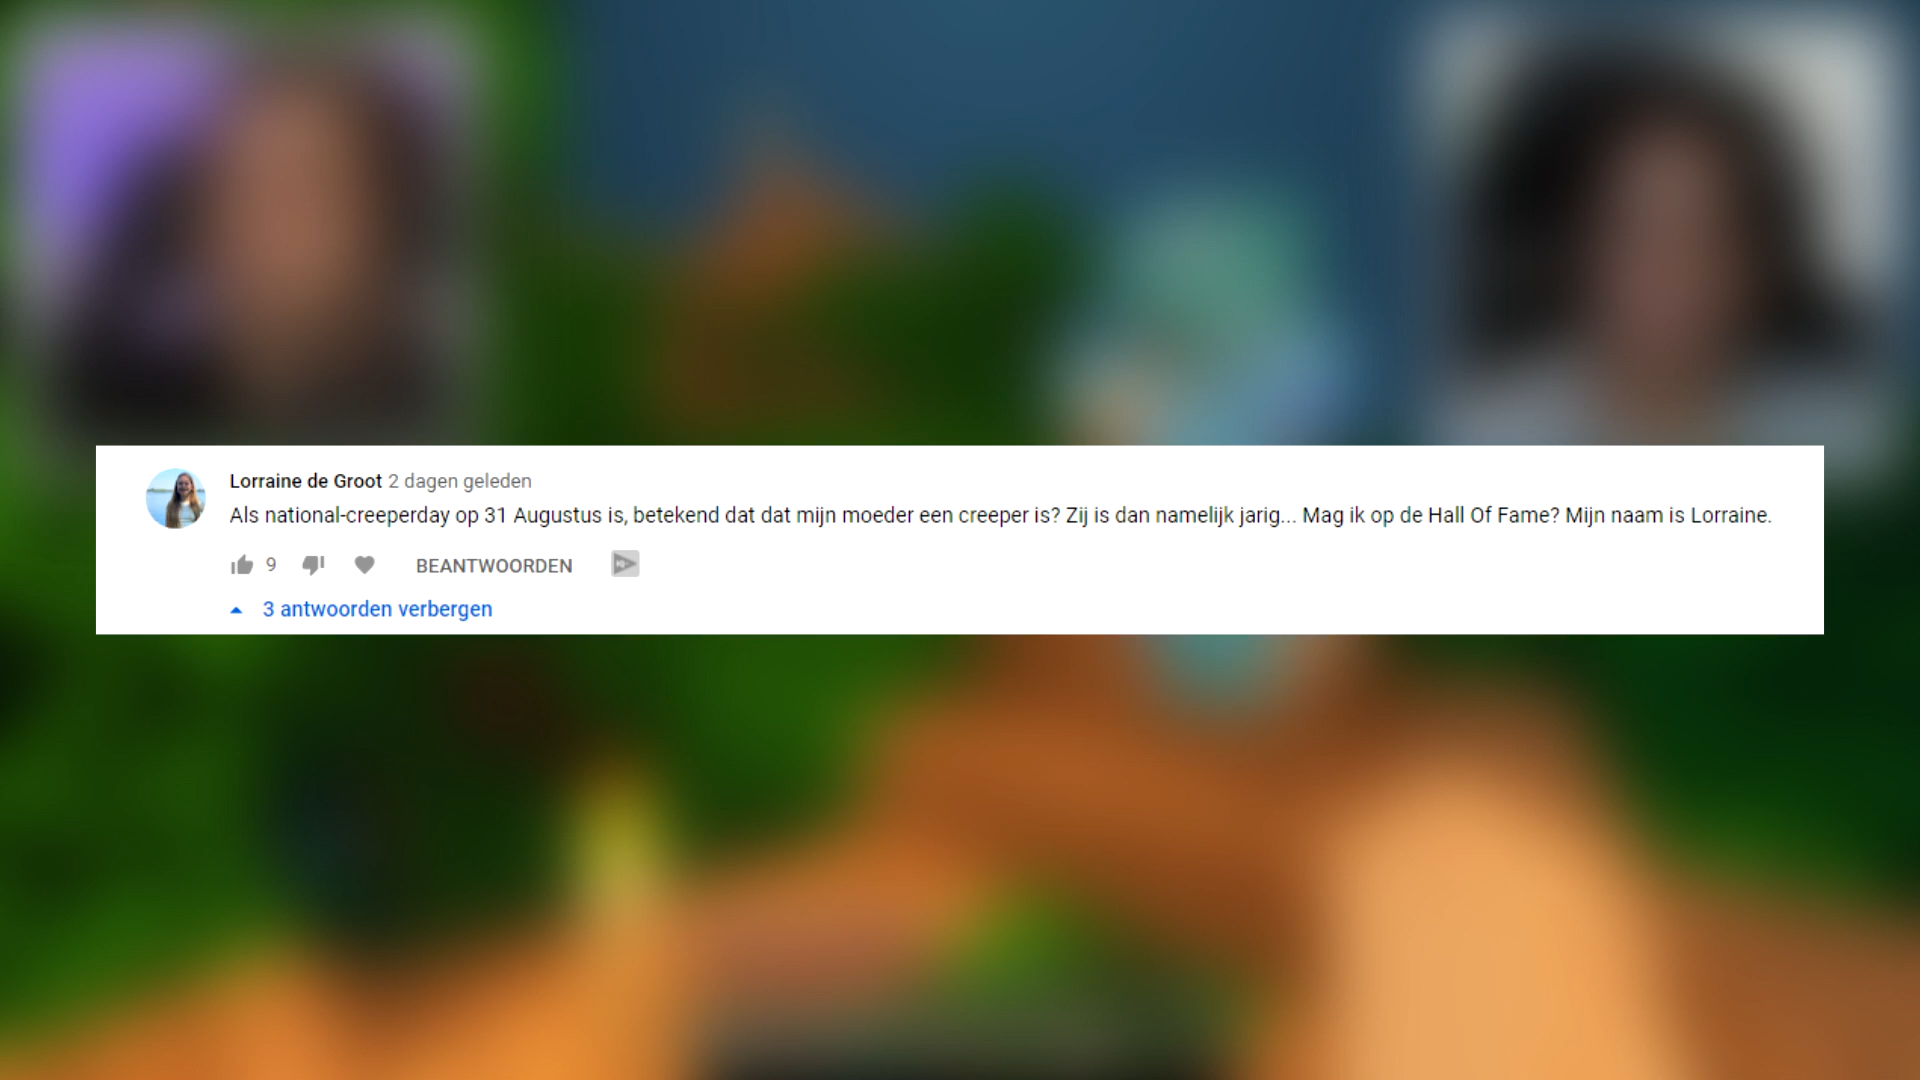 Lorraine de Groot 2 dagen geleden
Als national-creeperday op 31 Augustus is, betekend dat dat mijn moeder een creeper is? Zij is dan namelijk jarig... Mag ik op de Hall Of Fame? Mijn naam is Lorraine.
9 BEANTWOORDEN
3 antwoorden verbergen